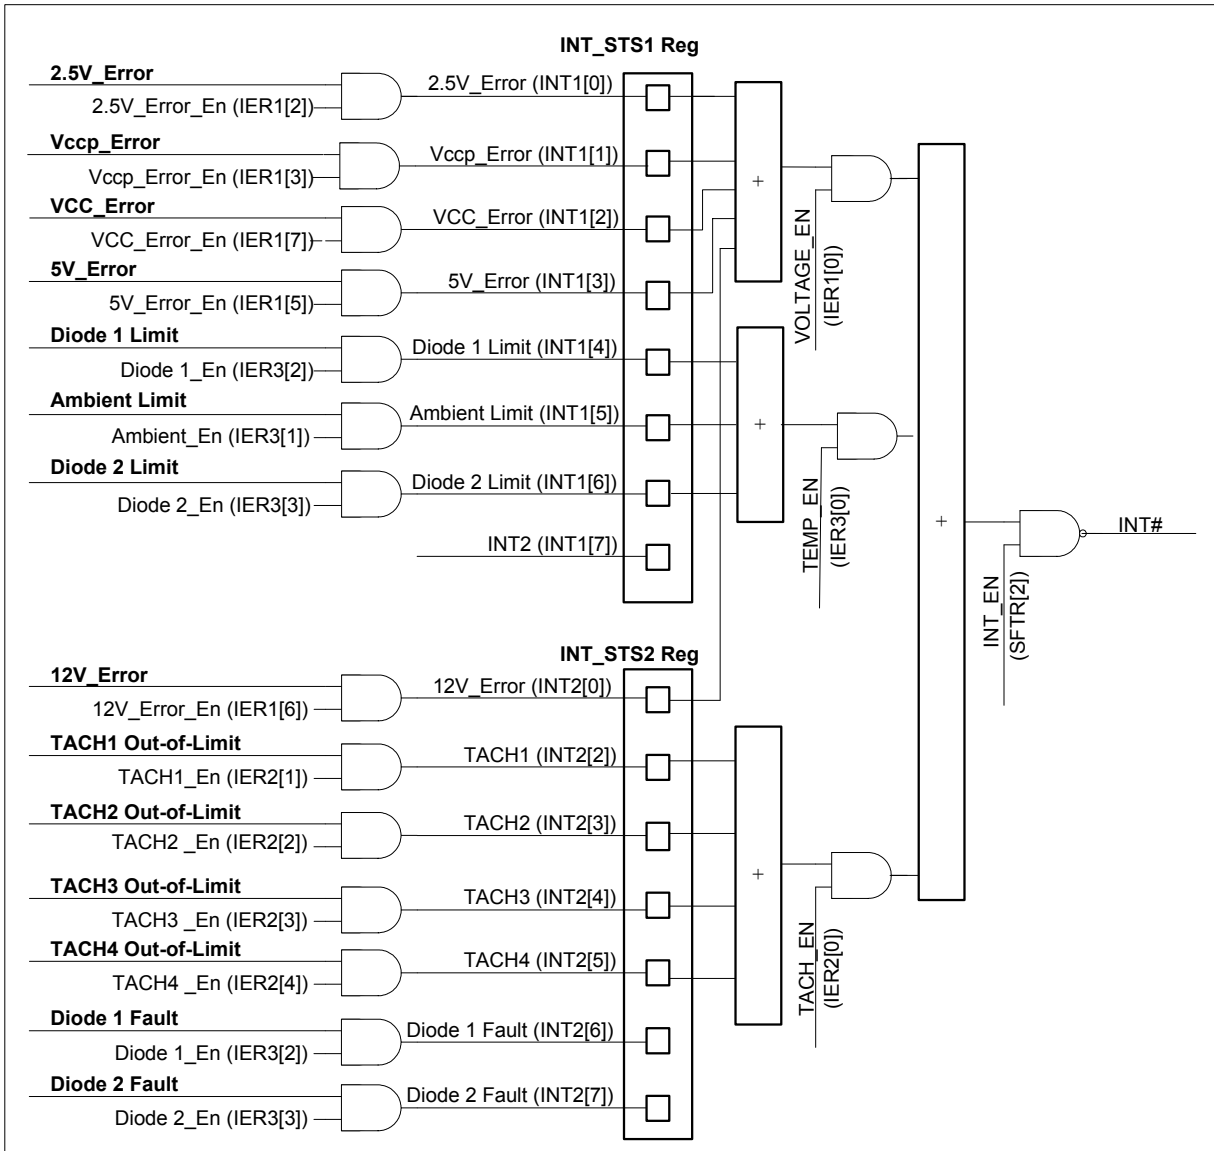 INT_STS1 Reg
2.5V_Error
2.5V_Error_En (IER1[2])
2.5V_Error (INT1[0])
Vccp_Error
Vccp_Error_En (IER1[3])
Vccp_Error (INT1[1])
VCC_Error
VCC_Error_En (IER1[7])
VCC_Error (INT1[2])
5V_Error
5V_Error_En (IER1[5])
5V_Error (INT1[3])
Diode 1 Limit
Diode 1_En (IER3[2])
Diode 1 Limit (INT1[4])
Ambient Limit
Ambient_En (IER3[1])
Ambient Limit (INT1[5])
Diode 2 Limit
Diode 2_En (IER3[3])
Diode 2 Limit (INT1[6])
INT2 (INT1[7])
+
VOLTAGE_EN
(IER1[0])
+
TEMP_EN
(IER3[0])
+
INT_EN
(SFTR[2])
INT#
INT_STS2 Reg
12V_Error
12V_Error_En (IER1[6])
12V_Error (INT2[0])
TACH1 Out-of-Limit
TACH1_En (IER2[1])
TACH1 (INT2[2])
TACH2 Out-of-Limit
TACH2 _En (IER2[2])
TACH2 (INT2[3])
TACH3 Out-of-Limit
TACH3 _En (IER2[3])
TACH3 (INT2[4])
TACH4 Out-of-Limit
TACH4 _En (IER2[4])
TACH4 (INT2[5])
Diode 1 Fault
Diode 1_En (IER3[2])
Diode 1 Fault (INT2[6])
Diode 2 Fault
Diode 2_En (IER3[3])
Diode 2 Fault (INT2[7])
+
TACH_EN
(IER2[0])